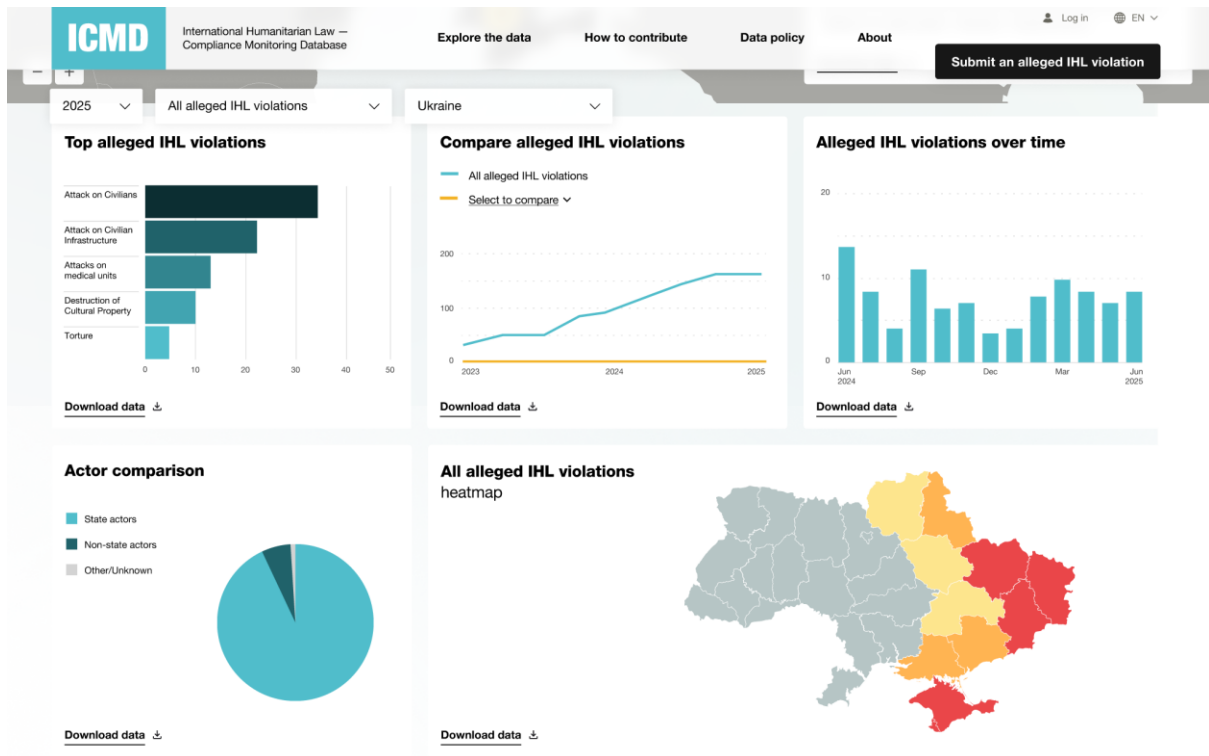 ICMD
International Humanitarian Law —
Compliance Monitoring Database
Explore the data
How to contribute
Data policy
About
Log in
EN
Submit an alleged IHL violation
− +
2025
All alleged IHL violations
Ukraine
Top alleged IHL violations
Attack on Civilians
Attack on Civilian
Infrastructure
Attacks on
medical units
Destruction of
Cultural Property
Torture
0 10 20 30 40 50
Download data
Compare alleged IHL violations
All alleged IHL violations
Select to compare
200
100
0
2023 2024 2025
Download data
Alleged IHL violations over time
20
10
0
Jun Sep Dec Mar Jun
2024 2025
Download data
Actor comparison
State actors
Non-state actors
Other/Unknown
Download data
All alleged IHL violations
heatmap
Download data